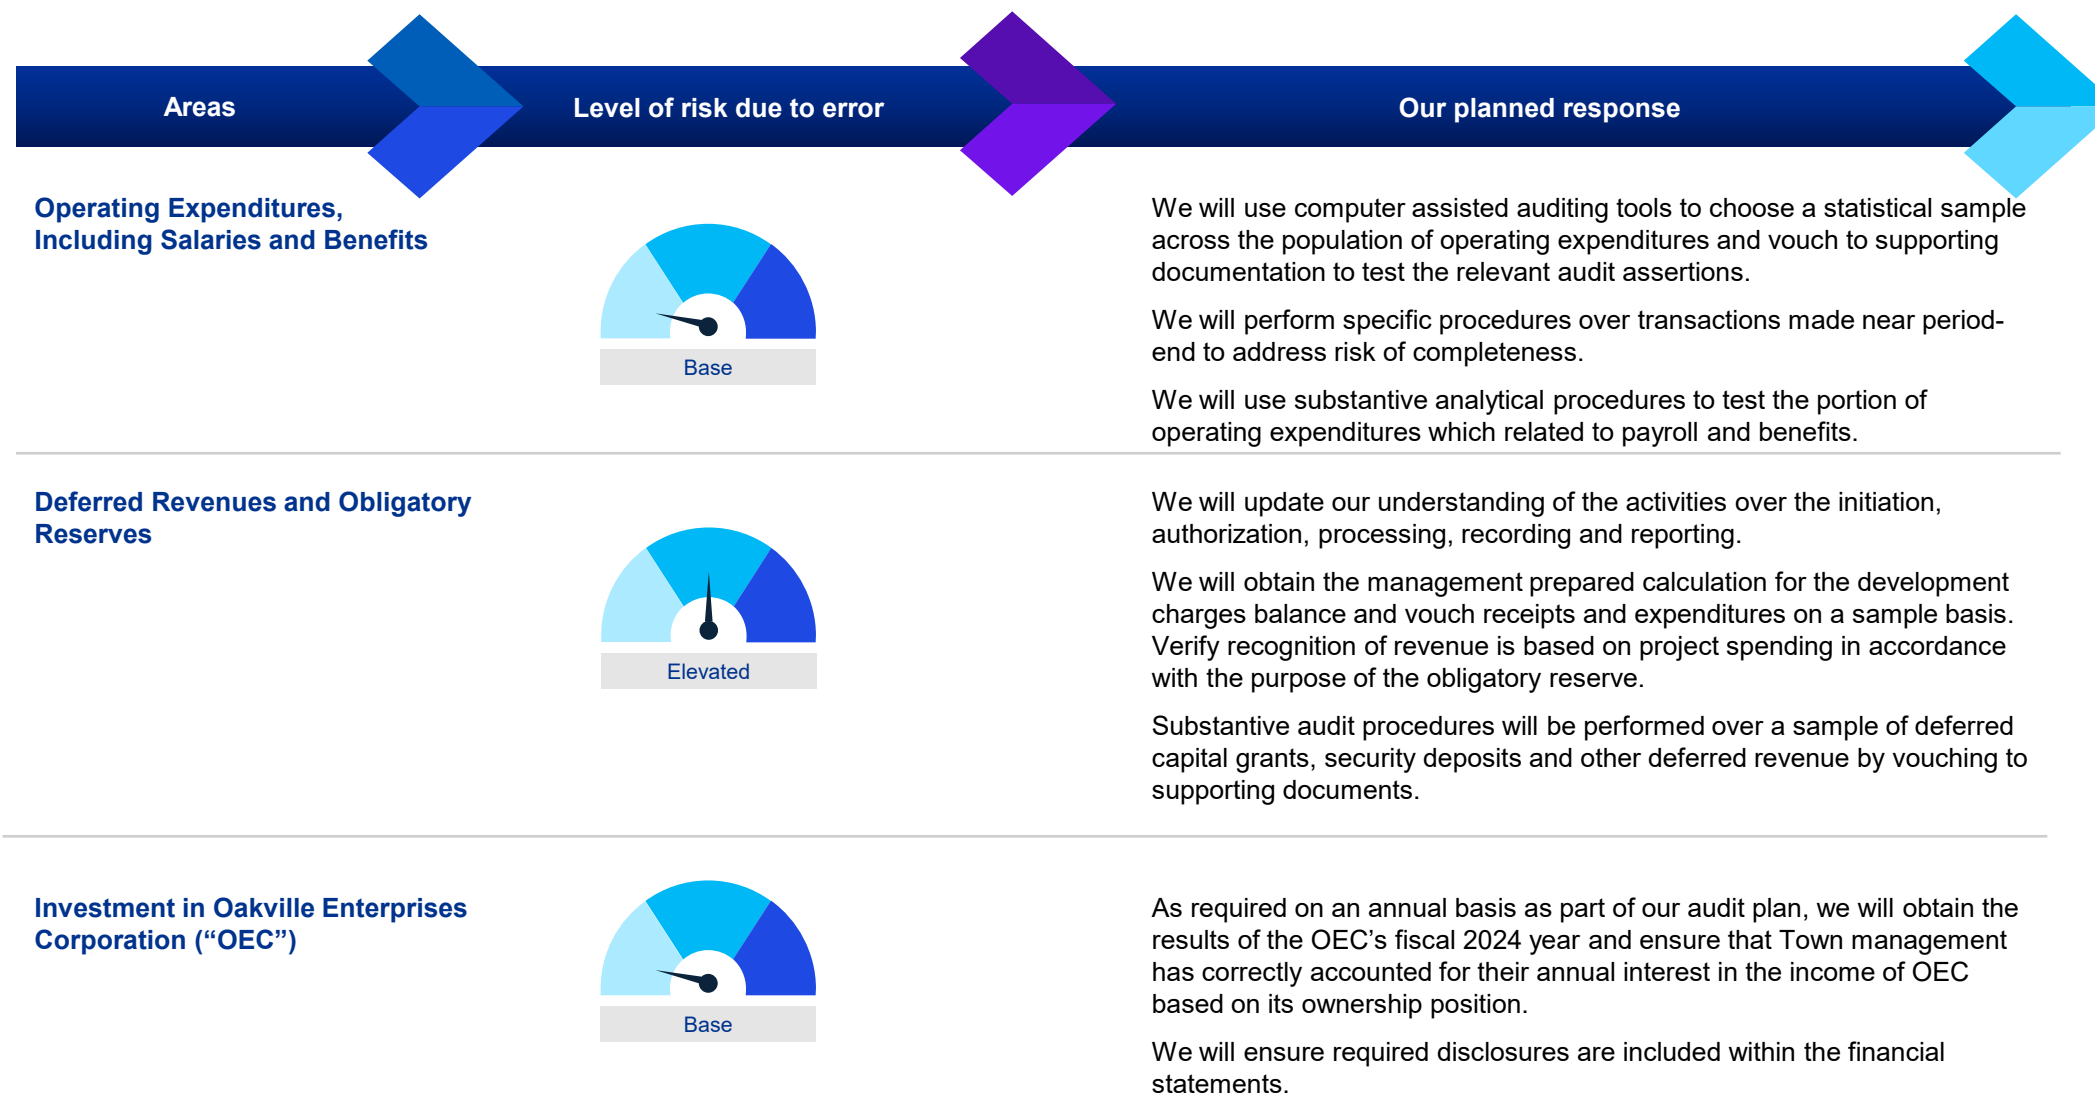 Areas
Level of risk due to error
Our planned response
Operating Expenditures,
Including Salaries and Benefits
Base
We will use computer assisted auditing tools to choose a statistical sample
across the population of operating expenditures and vouch to supporting
documentation to test the relevant audit assertions.
We will perform specific procedures over transactions made near period-
end to address risk of completeness.
We will use substantive analytical procedures to test the portion of
operating expenditures which related to payroll and benefits.
Deferred Revenues and Obligatory
Reserves
Elevated
We will update our understanding of the activities over the initiation,
authorization, processing, recording and reporting.
We will obtain the management prepared calculation for the development
charges balance and vouch receipts and expenditures on a sample basis.
Verify recognition of revenue is based on project spending in accordance
with the purpose of the obligatory reserve.
Substantive audit procedures will be performed over a sample of deferred
capital grants, security deposits and other deferred revenue by vouching to
supporting documents.
Investment in Oakville Enterprises
Corporation (“OEC”)
Base
As required on an annual basis as part of our audit plan, we will obtain the
results of the OEC’s fiscal 2024 year and ensure that Town management
has correctly accounted for their annual interest in the income of OEC
based on its ownership position.
We will ensure required disclosures are included within the financial
statements.